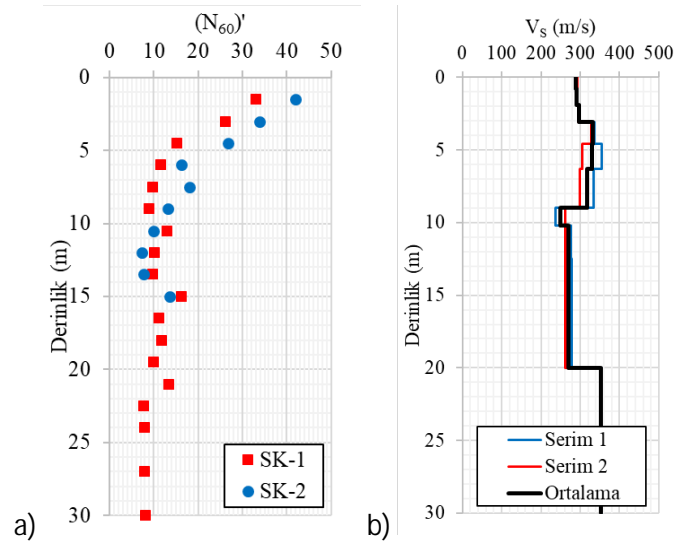 (N₆₀)'
0 10 20 30 40 50
0
5
10
15
20
25
30
Derinlik (m)
SK-1
SK-2
a)
Vₛ (m/s)
0 100 200 300 400 500
0
5
10
15
20
25
30
Derinlik (m)
Serim 1
Serim 2
Ortalama
b)